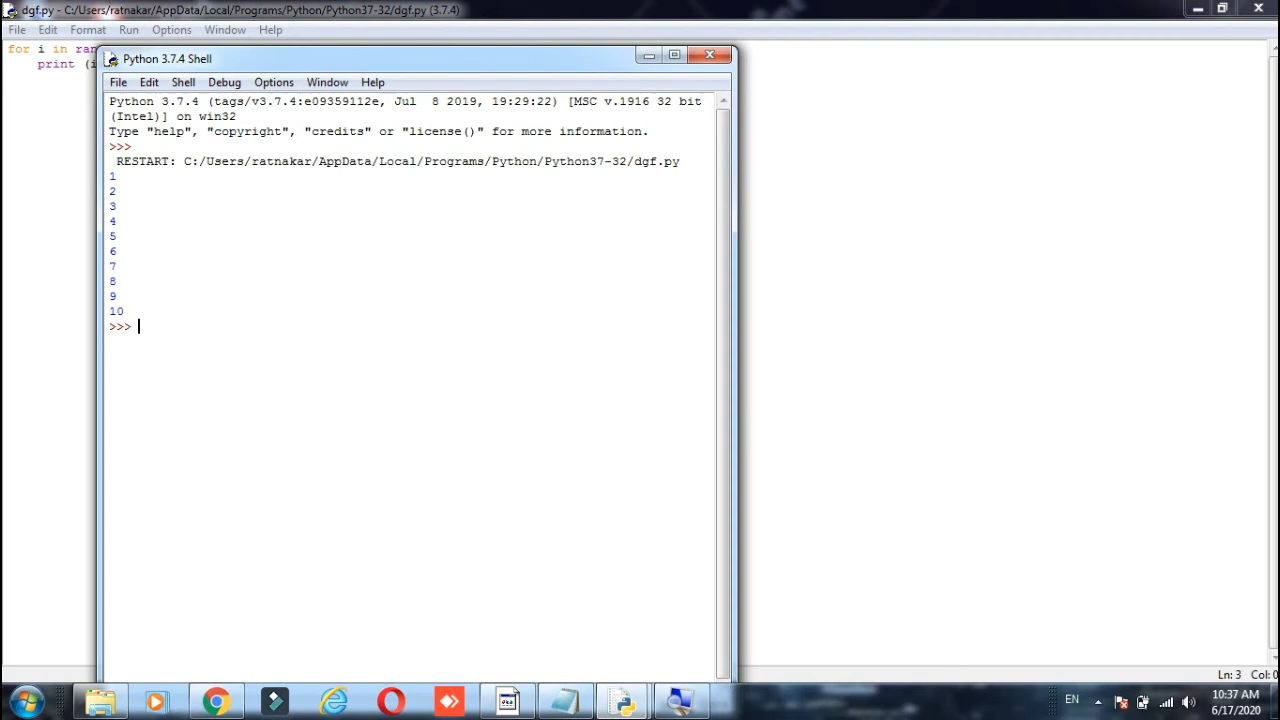 dgf.py - C:/Users/ratnakar/AppData/Local/Programs/Python/Python37-32/dgf.py (3.7.4)
File Edit Format Run Options Window Help
for i in ran
print (i
Python 3.7.4 Shell
File Edit Shell Debug Options Window Help
Python 3.7.4 (tags/v3.7.4:e09359112e, Jul  8 2019, 19:29:22) [MSC v.1916 32 bit
(Intel)] on win32
Type "help", "copyright", "credits" or "license()" for more information.
>>>
RESTART: C:/Users/ratnakar/AppData/Local/Programs/Python/Python37-32/dgf.py
1
2
3
4
5
6
7
8
9
10
>>>
Ln: 3 Col: 0
EN
10:37 AM
6/17/2020